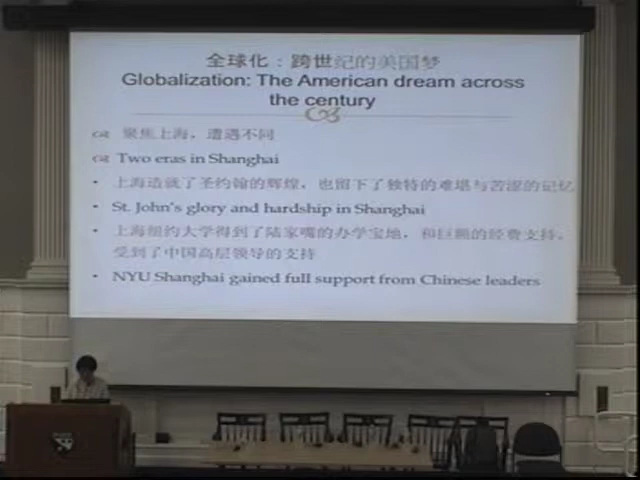 全球化：跨世纪的美国梦
Globalization: The American dream across
the century
聚焦上海，遭遇不同
Two eras in Shanghai
• 上海造就了圣约翰的辉煌，也留下了独特的难堪与苦涩的记忆
• St. John's glory and hardship in Shanghai
• 上海纽约大学得到了陆家嘴的办学宝地，和巨额的经费支持，
受到了中国高层领导的支持
• NYU Shanghai gained full support from Chinese leaders